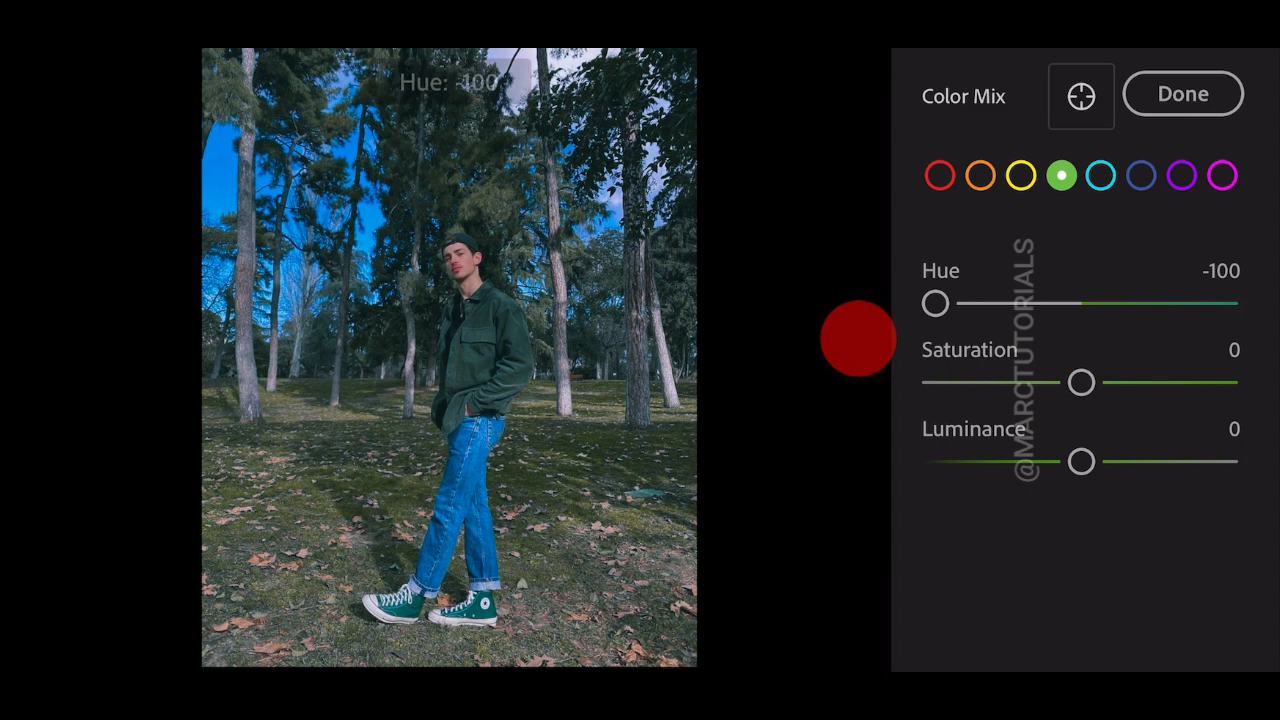 Hue: -100
Color Mix
Done
Hue
-100
Saturation
0
Luminance
0
@MARCTUTORIALS